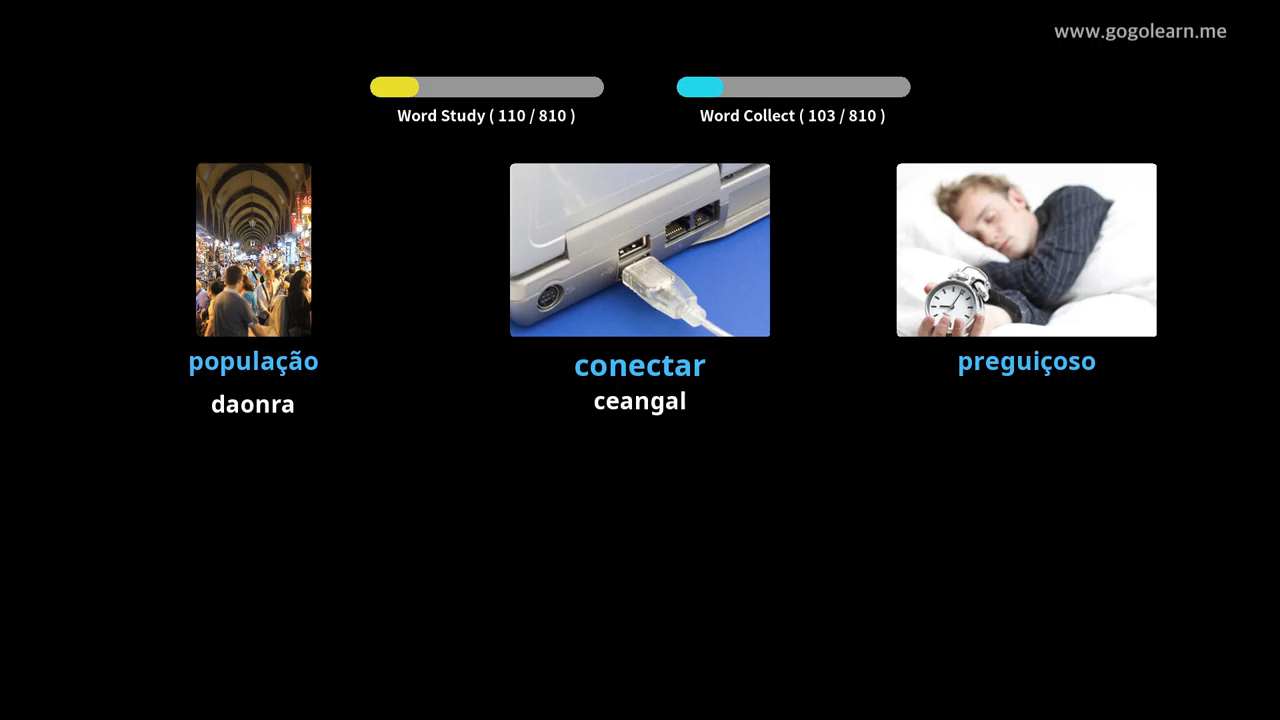 www.gogolearn.me
Word Study ( 110 / 810 )
Word Collect ( 103 / 810 )
população
conectar
preguiçoso
daonra
ceangal